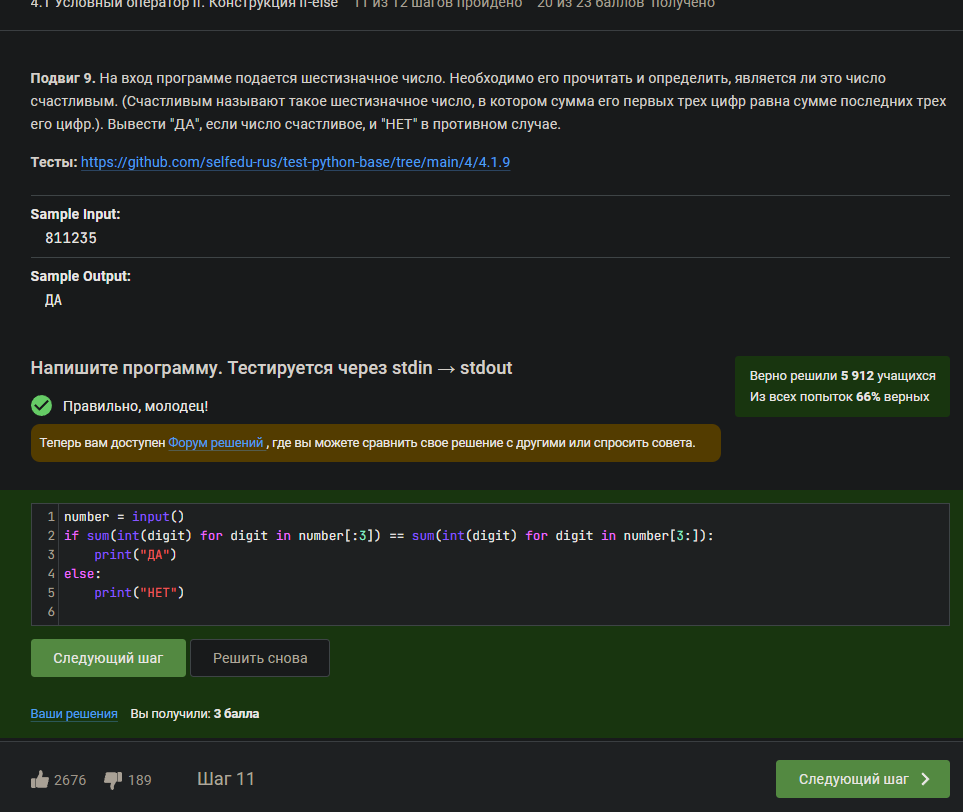 4.1 Условный оператор if. Конструкция if-else 11 из 12 шагов пройдено 20 из 23 баллов получено
Подвиг 9. На вход программе подается шестизначное число. Необходимо его прочитать и определить, является ли это число
счастливым. (Счастливым называют такое шестизначное число, в котором сумма его первых трех цифр равна сумме последних трех
его цифр.). Вывести "ДА", если число счастливое, и "НЕТ" в противном случае.
Тесты: https://github.com/selfedu-rus/test-python-base/tree/main/4/4.1.9
Sample Input:
811235
Sample Output:
ДА
Напишите программу. Тестируется через stdin → stdout
Верно решили 5 912 учащихся
Из всех попыток 66% верных
Правильно, молодец!
Теперь вам доступен Форум решений , где вы можете сравнить свое решение с другими или спросить совета.
1 number = input()
2 if sum(int(digit) for digit in number[:3]) == sum(int(digit) for digit in number[3:]):
3     print("ДА")
4 else:
5     print("НЕТ")
6
Следующий шаг Решить снова
Ваши решения Вы получили: 3 балла
2676 189 Шаг 11 Следующий шаг